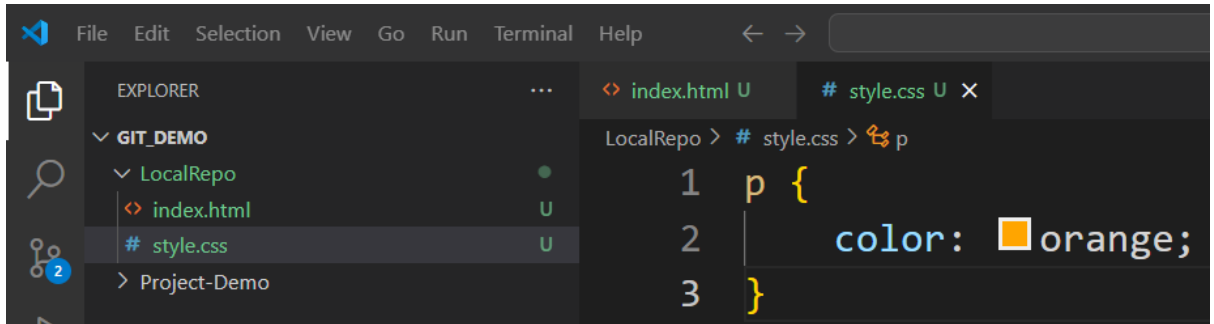 File Edit Selection View Go Run Terminal Help
EXPLORER
GIT_DEMO
LocalRepo
index.html U
style.css U
Project-Demo
2
index.html U
style.css U
LocalRepo > # style.css > p
1 p {
2 color: orange;
3 }